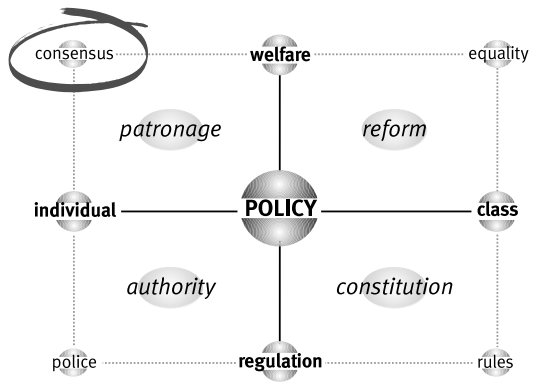 consensus
welfare
equality
patronage
reform
individual
POLICY
class
authority
constitution
police
regulation
rules